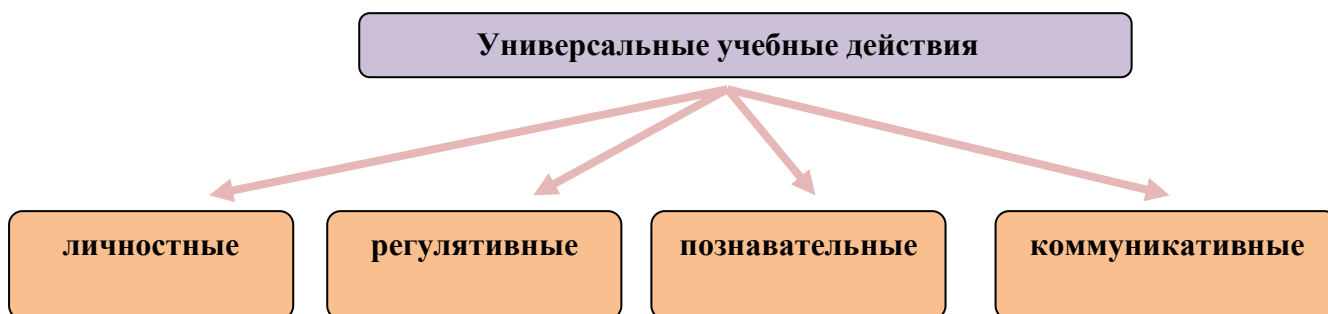 Универсальные учебные действия
личностные
регулятивные
познавательные
коммуникативные